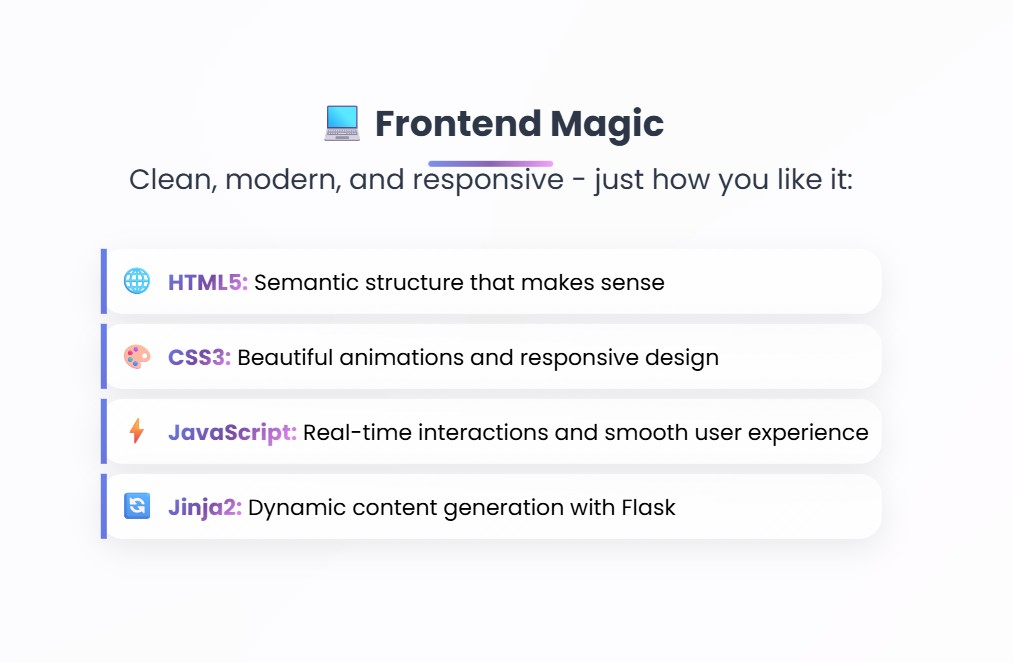 Frontend Magic
Clean, modern, and responsive - just how you like it:
HTML5: Semantic structure that makes sense
CSS3: Beautiful animations and responsive design
JavaScript: Real-time interactions and smooth user experience
Jinja2: Dynamic content generation with Flask